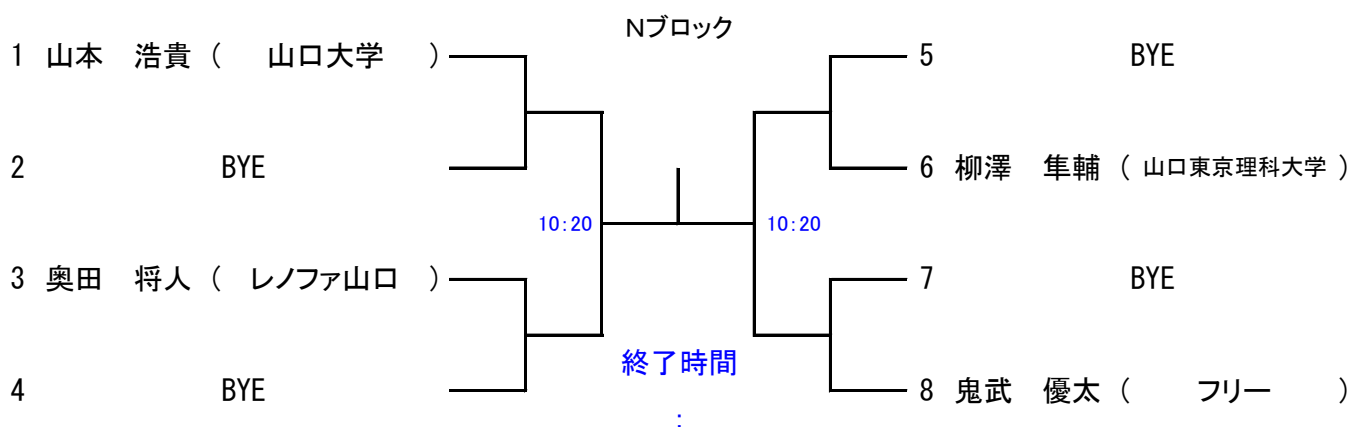 Nブロック
1 山本 浩貴 ( 山口大学 )
2 BYE
10:20
3 奥田 将人 ( レノファ山口 )
4 BYE
5 BYE
6 柳澤 隼輔 ( 山口東京理科大学 )
10:20
7 BYE
8 鬼武 優太 ( フリー )
終了時間
: